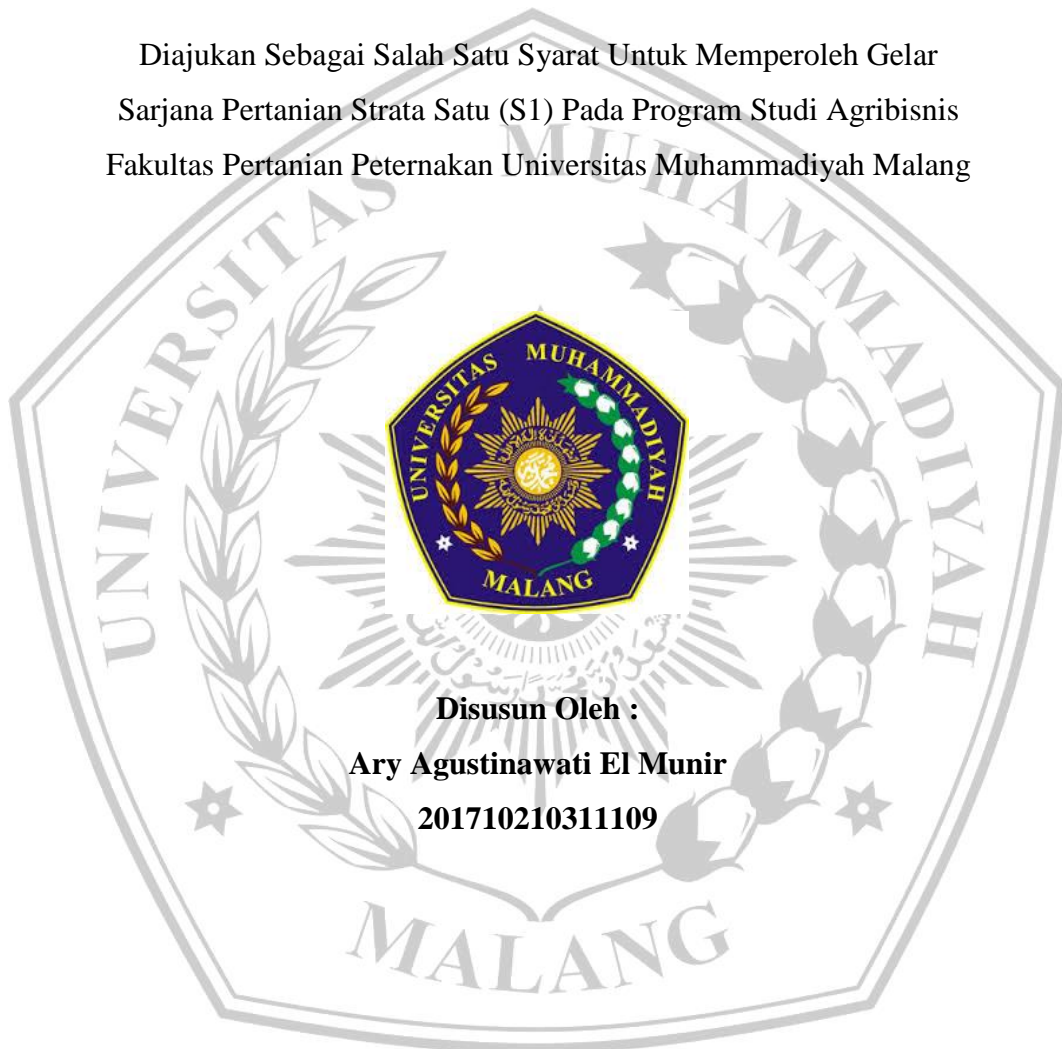 Diajukan Sebagai Salah Satu Syarat Untuk Memperoleh Gelar
Sarjana Pertanian Strata Satu (S1) Pada Program Studi Agribisnis
Fakultas Pertanian Peternakan Universitas Muhammadiyah Malang
UNIVERSITAS MUHAMMADIYAH
MALANG
Disusun Oleh :
Ary Agustinawati El Munir
201710210311109
UNIVERSITAS MUHAMMADIYAH
MALANG